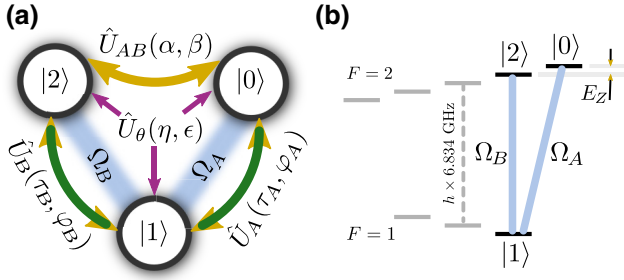 (a)
Û_AB(α, β)
|2⟩
|0⟩
Û_θ(η, ϵ)
Ω_B
Ω_A
Û_B(τ_B, φ_B)
Û_A(τ_A, φ_A)
|1⟩
(b)
|2⟩
|0⟩
F = 2
E_Z
h × 6.834 GHz
Ω_B
Ω_A
F = 1
|1⟩